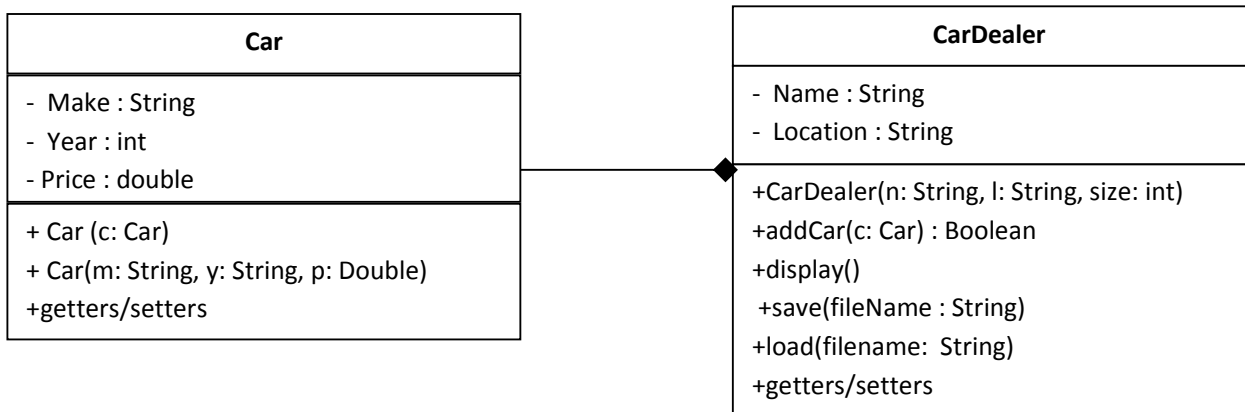 Car
- Make : String
- Year : int
- Price : double
+ Car (c: Car)
+ Car(m: String, y: String, p: Double)
+getters/setters
CarDealer
- Name : String
- Location : String
+CarDealer(n: String, l: String, size: int)
+addCar(c: Car) : Boolean
+display()
+save(fileName : String)
+load(filename: String)
+getters/setters